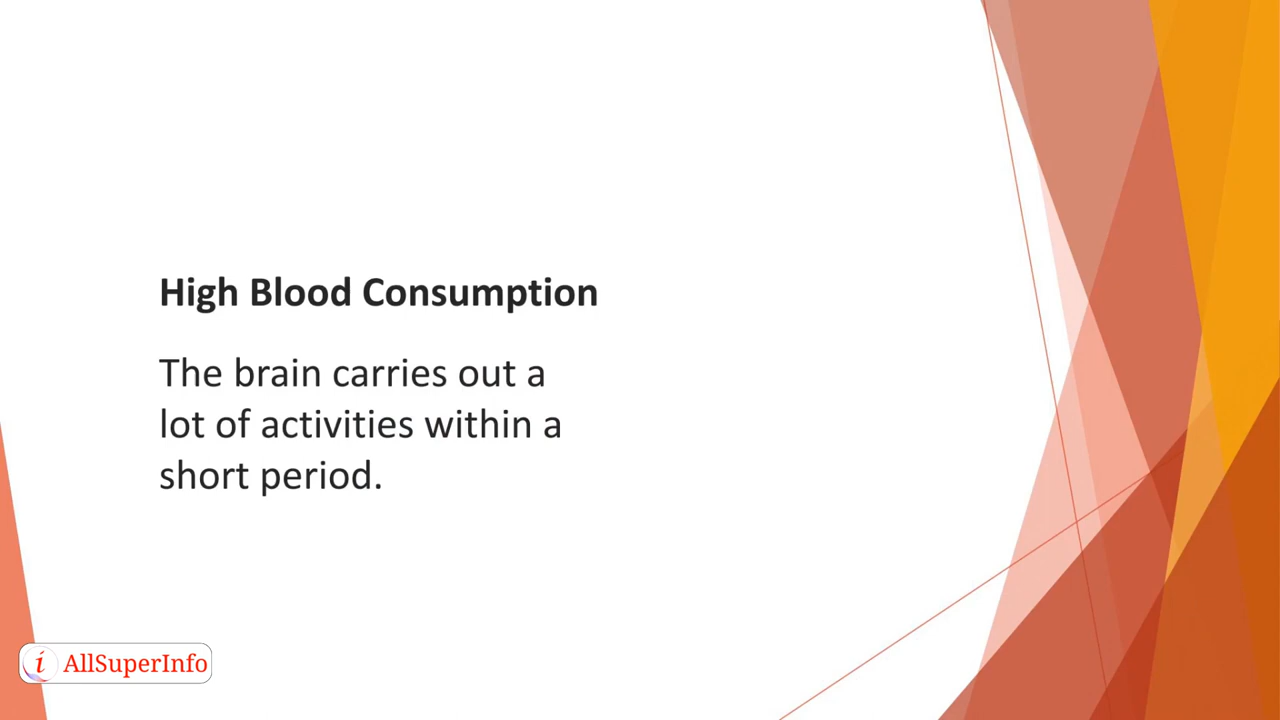 High Blood Consumption
The brain carries out a
lot of activities within a
short period.
i AllSuperInfo